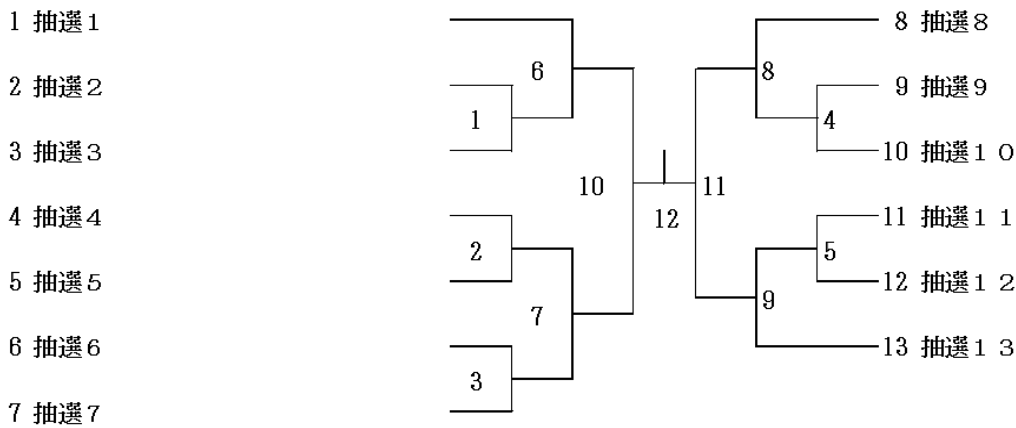 1 抽選１
2 抽選２
3 抽選３
4 抽選４
5 抽選５
6 抽選６
7 抽選７
6
1
10
2
7
3
12
8
4
11
5
9
8 抽選８
9 抽選９
10 抽選１０
11 抽選１１
12 抽選１２
13 抽選１３